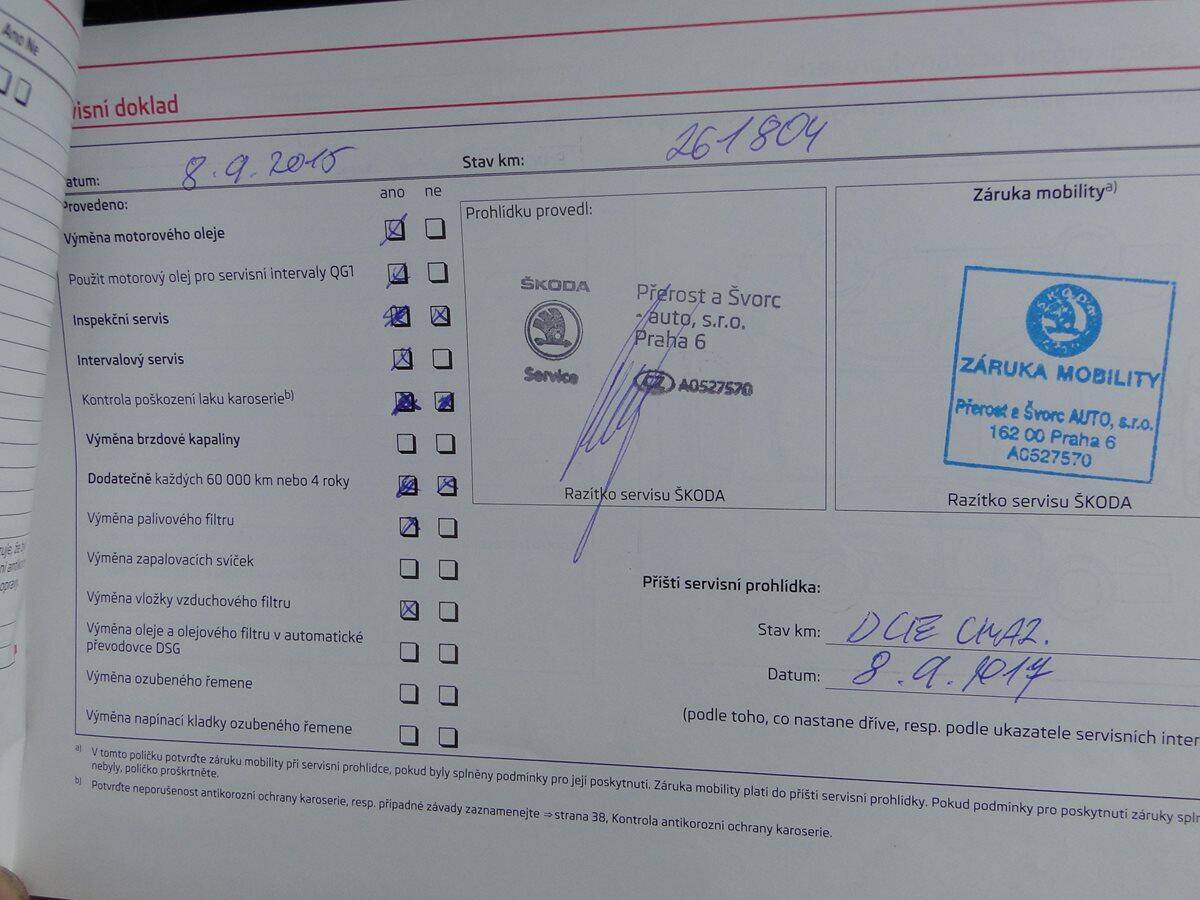 Ano Ne
visní doklad
atum: 8.9.2015 Stav km: 261804
Provedeno: ano ne
Výměna motorového oleje
Použit motorový olej pro servisní intervaly QG1
Inspekční servis
Intervalový servis
Kontrola poškození laku karoserie b)
Výměna brzdové kapaliny
Dodatečně každých 60 000 km nebo 4 roky
Výměna palivového filtru
Výměna zapalovacích svíček
Výměna vložky vzduchového filtru
Výměna oleje a olejového filtru v automatické
převodovce DSG
Výměna ozubeného řemene
Výměna napínací kladky ozubeného řemene
Prohlídku provedl:
ŠKODA
Service
Přerost a Švorc
- auto, s.r.o.
Praha 6
CZ A0527570
Razítko servisu ŠKODA
Záruka mobility a)
ZÁRUKA MOBILITY
Přerost a Švorc AUTO, s.r.o.
162 00 Praha 6
A0527570
Razítko servisu ŠKODA
Příští servisní prohlídka:
Stav km:
Datum: 8.9.
(podle toho, co nastane dříve, resp. podle ukazatele servisních inter
a) V tomto políčku potvrďte záruku mobility při servisní prohlídce, pokud byly splněny podmínky pro její poskytnutí. Záruka mobility platí do příští servisní prohlídky. Pokud podmínky pro poskytnutí záruky spln
nebyly, políčko proškrtněte.
b) Potvrďte neporušenost antikorozní ochrany karoserie, resp. případné závady zaznamenejte ⇒ strana 38, Kontrola antikorozní ochrany karoserie.